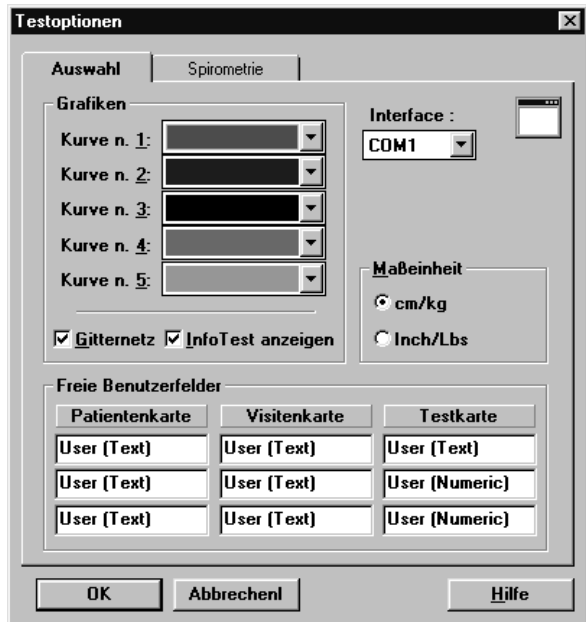 Testoptionen
Auswahl Spirometrie
Grafiken
Kurve n. 1:
Kurve n. 2:
Kurve n. 3:
Kurve n. 4:
Kurve n. 5:
Gitternetz InfoTest anzeigen
Interface :
COM1
Maßeinheit
cm/kg
Inch/Lbs
Freie Benutzerfelder
Patientenkarte Visitenkarte Testkarte
User (Text) User (Text) User (Text)
User (Text) User (Text) User (Numeric)
User (Text) User (Text) User (Numeric)
OK Abbrechenl Hilfe